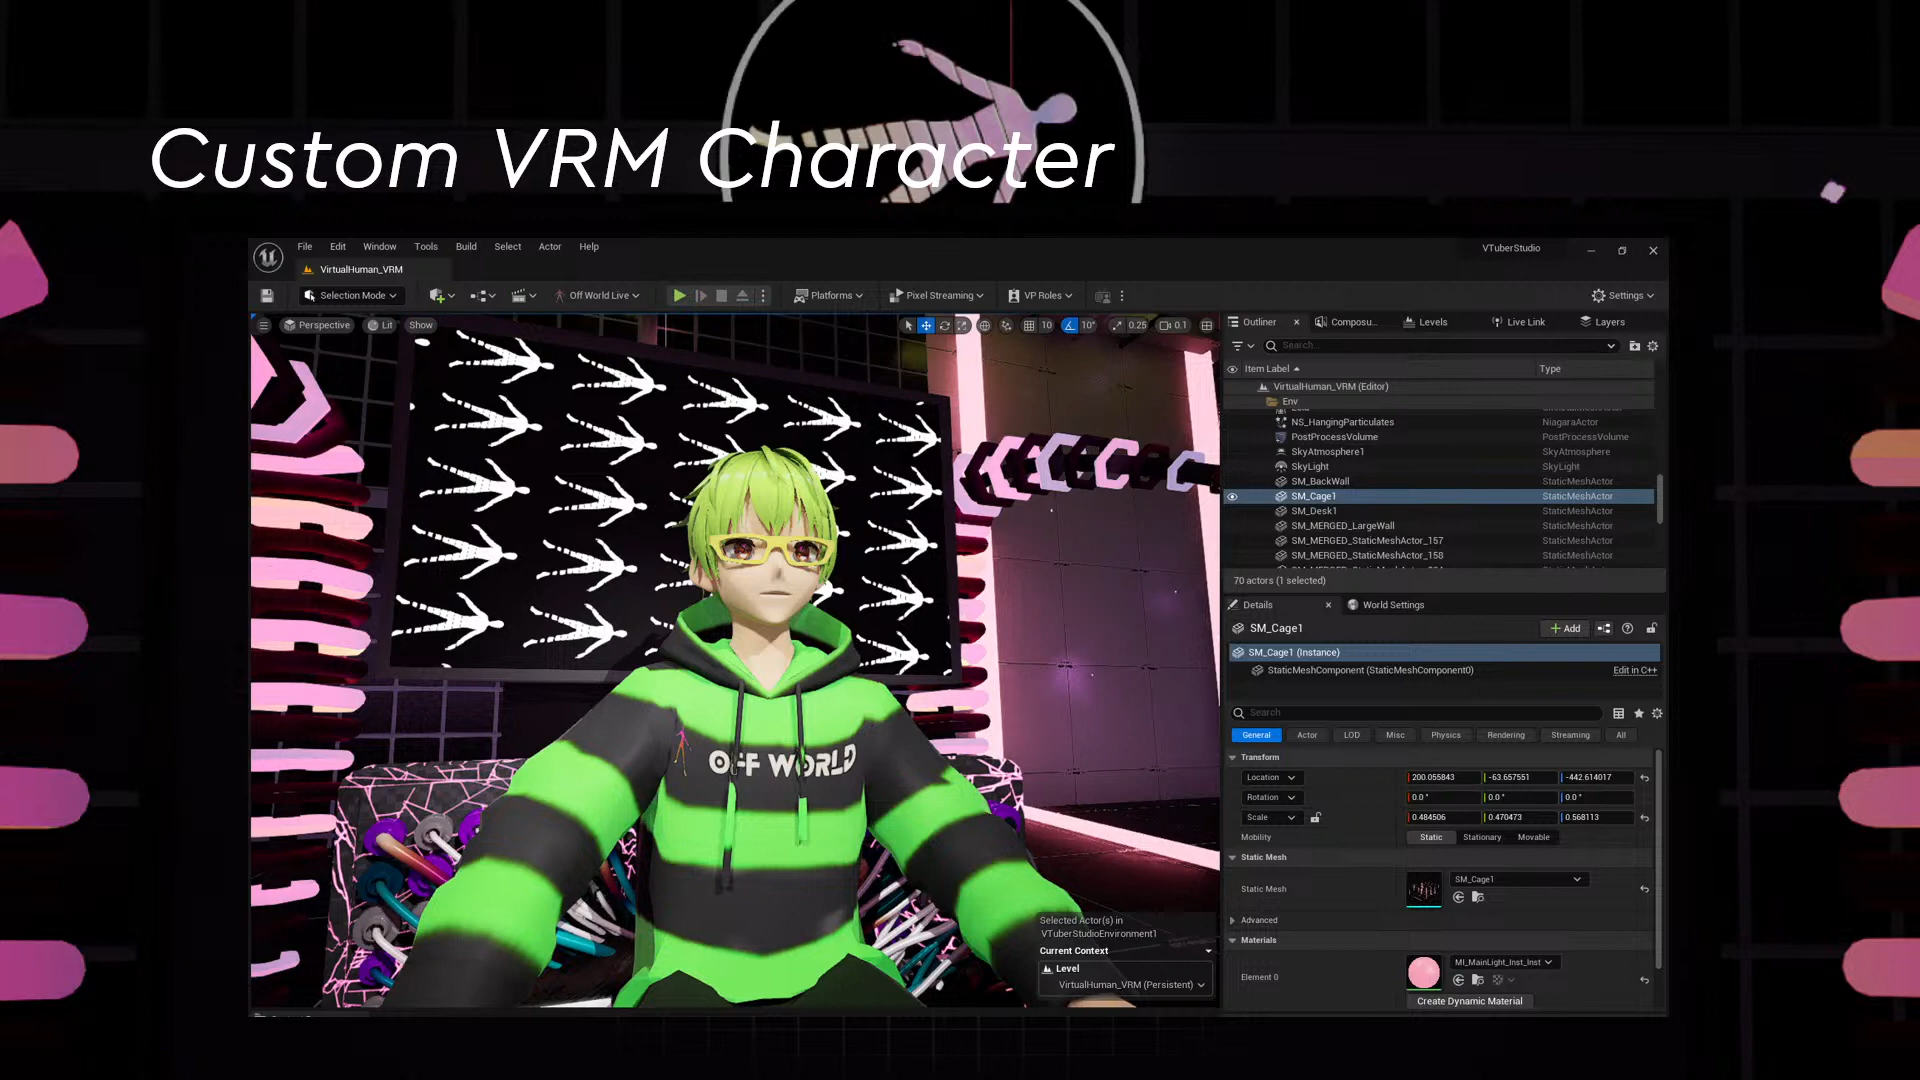 Custom VRM Character
File Edit Window Tools Build Select Actor Help
VTuberStudio
VirtualHuman_VRM
Selection Mode
Off World Live
Platforms
Pixel Streaming
VP Roles
Settings
Perspective Lit Show
10 10° 0.25 0.1
Outliner Composu... Levels Live Link Layers
Search...
Item Label Type
VirtualHuman_VRM (Editor)
Env
NS_HangingParticulates NiagaraActor
PostProcessVolume PostProcessVolume
SkyAtmosphere1 SkyAtmosphere
SkyLight SkyLight
SM_BackWall StaticMeshActor
SM_Cage1 StaticMeshActor
SM_Desk1 StaticMeshActor
SM_MERGED_LargeWall StaticMeshActor
SM_MERGED_StaticMeshActor_157 StaticMeshActor
SM_MERGED_StaticMeshActor_158 StaticMeshActor
70 actors (1 selected)
Details World Settings
SM_Cage1
Add
SM_Cage1 (Instance)
StaticMeshComponent (StaticMeshComponent0) Edit in C++
Search
General Actor LOD Misc Physics Rendering Streaming All
Transform
Location 200.055843 -63.657551 -442.614017
Rotation 0.0 ° 0.0 ° 0.0 °
Scale 0.484506 0.470473 0.568113
Mobility Static Stationary Movable
Static Mesh
Static Mesh SM_Cage1
Advanced
Materials
Element 0 MI_MainLight_Inst_Inst
Create Dynamic Material
OFF WORLD
Selected Actor(s) in
VTuberStudioEnvironment1
Current Context
Level
VirtualHuman_VRM (Persistent)